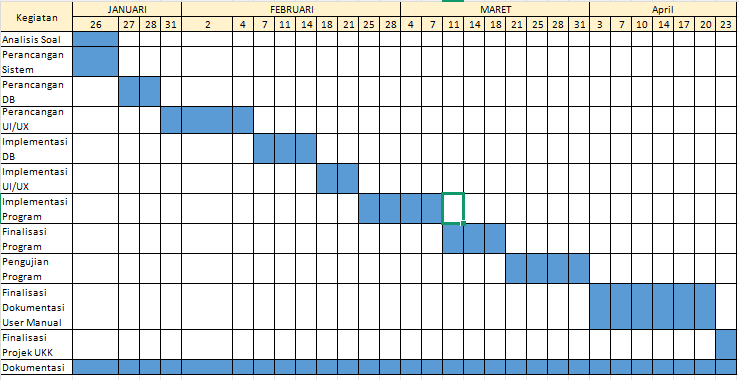 Kegiatan JANUARI FEBRUARI MARET April
26 27 28 31 2 4 7 11 14 18 21 25 28 4 7 11 14 18 21 25 28 31 3 7 10 14 17 20 23
Analisis Soal
Perancangan
Sistem
Perancangan
DB
Perancangan
UI/UX
Implementasi
DB
Implementasi
UI/UX
Implementasi
Program
Finalisasi
Program
Pengujian
Program
Finalisasi
Dokumentasi
User Manual
Finalisasi
Projek UKK
Dokumentasi